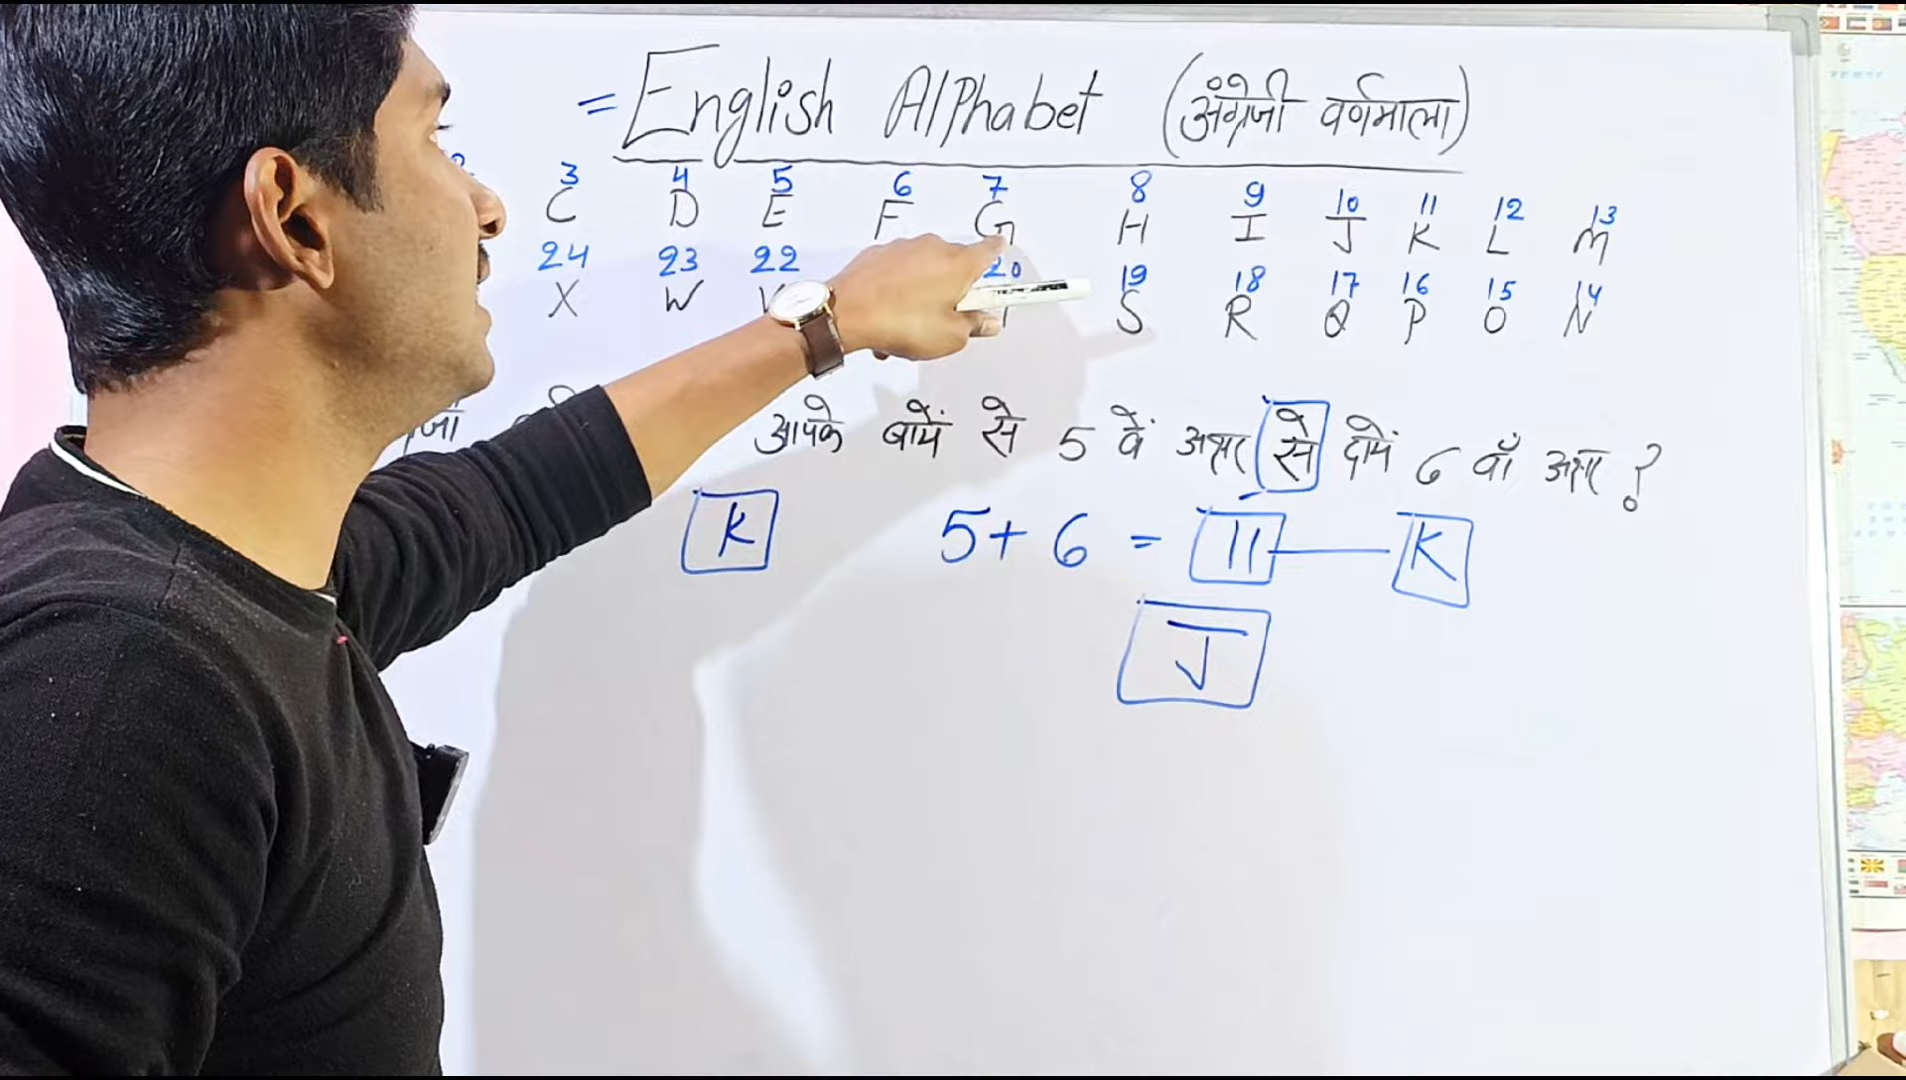 = English Alphabet (अंग्रेजी वर्णमाला)
3 4 5 6 7 8 9 10 11 12 13
C D E F G H I J K L M
24 23 22 20 19 18 17 16 15 14
X W V T S R Q P O N
आपके बायें से 5 वें अक्षर से दायें 6 वाँ अक्षर ?
K 5+ 6 = 11 — K
J